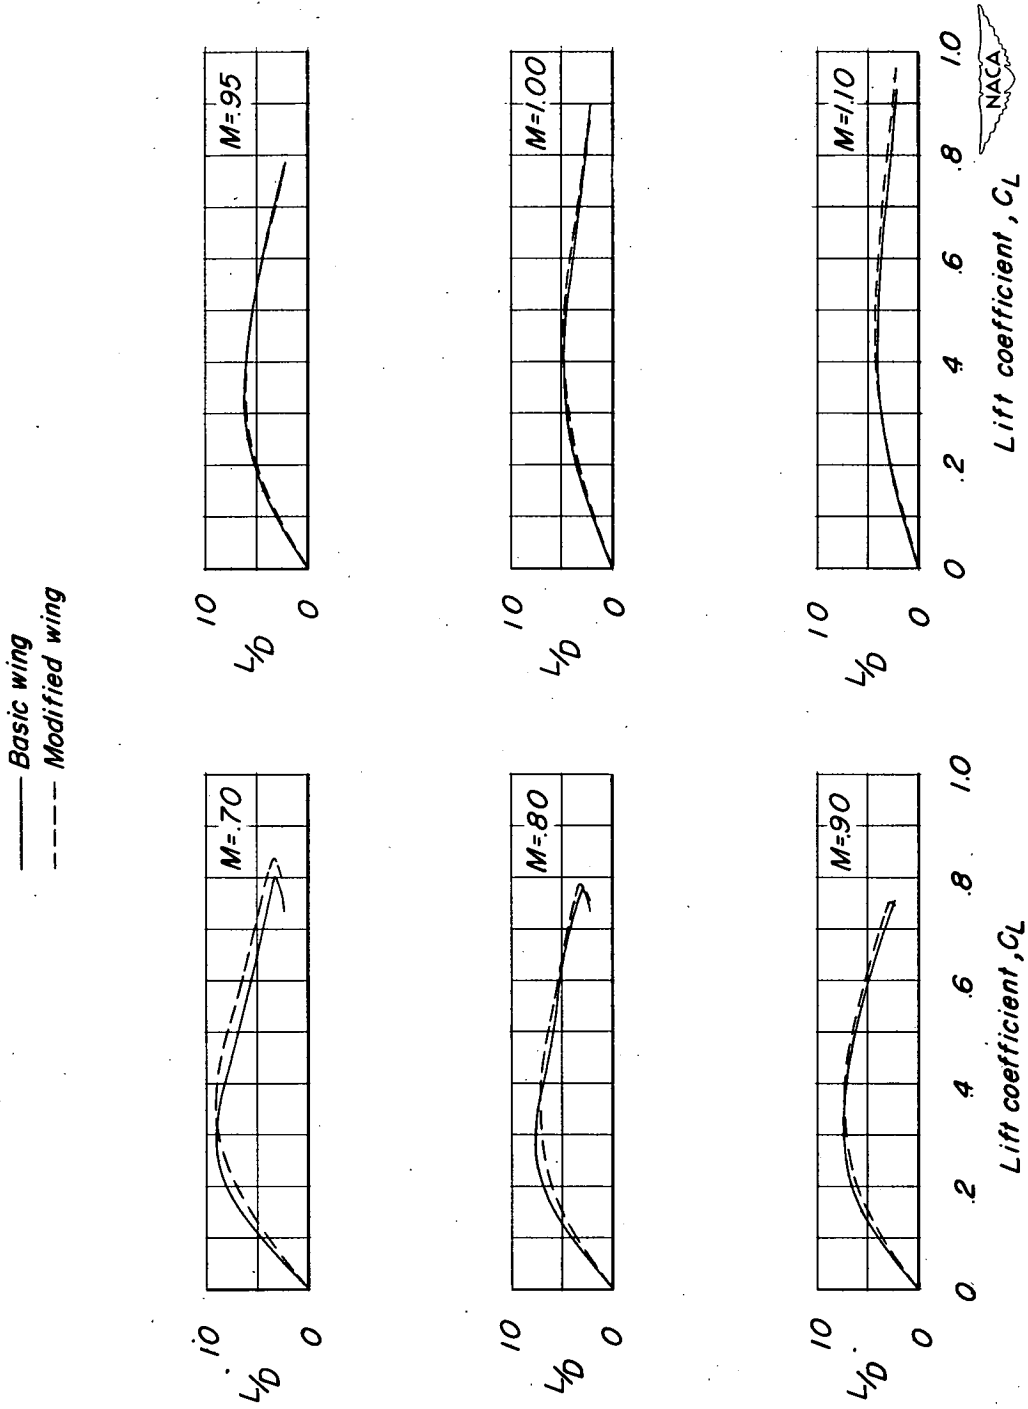 Basic wing
Modified wing
10
L/D
0
M=.70
10
L/D
0
M=.80
10
L/D
0
M=.90
0 .2 .4 .6 .8 1.0
Lift coefficient, CL
10
L/D
0
M=.95
10
L/D
0
M=1.00
10
L/D
0
M=1.10
0 .2 .4 .6 .8 1.0
Lift coefficient, CL
NACA